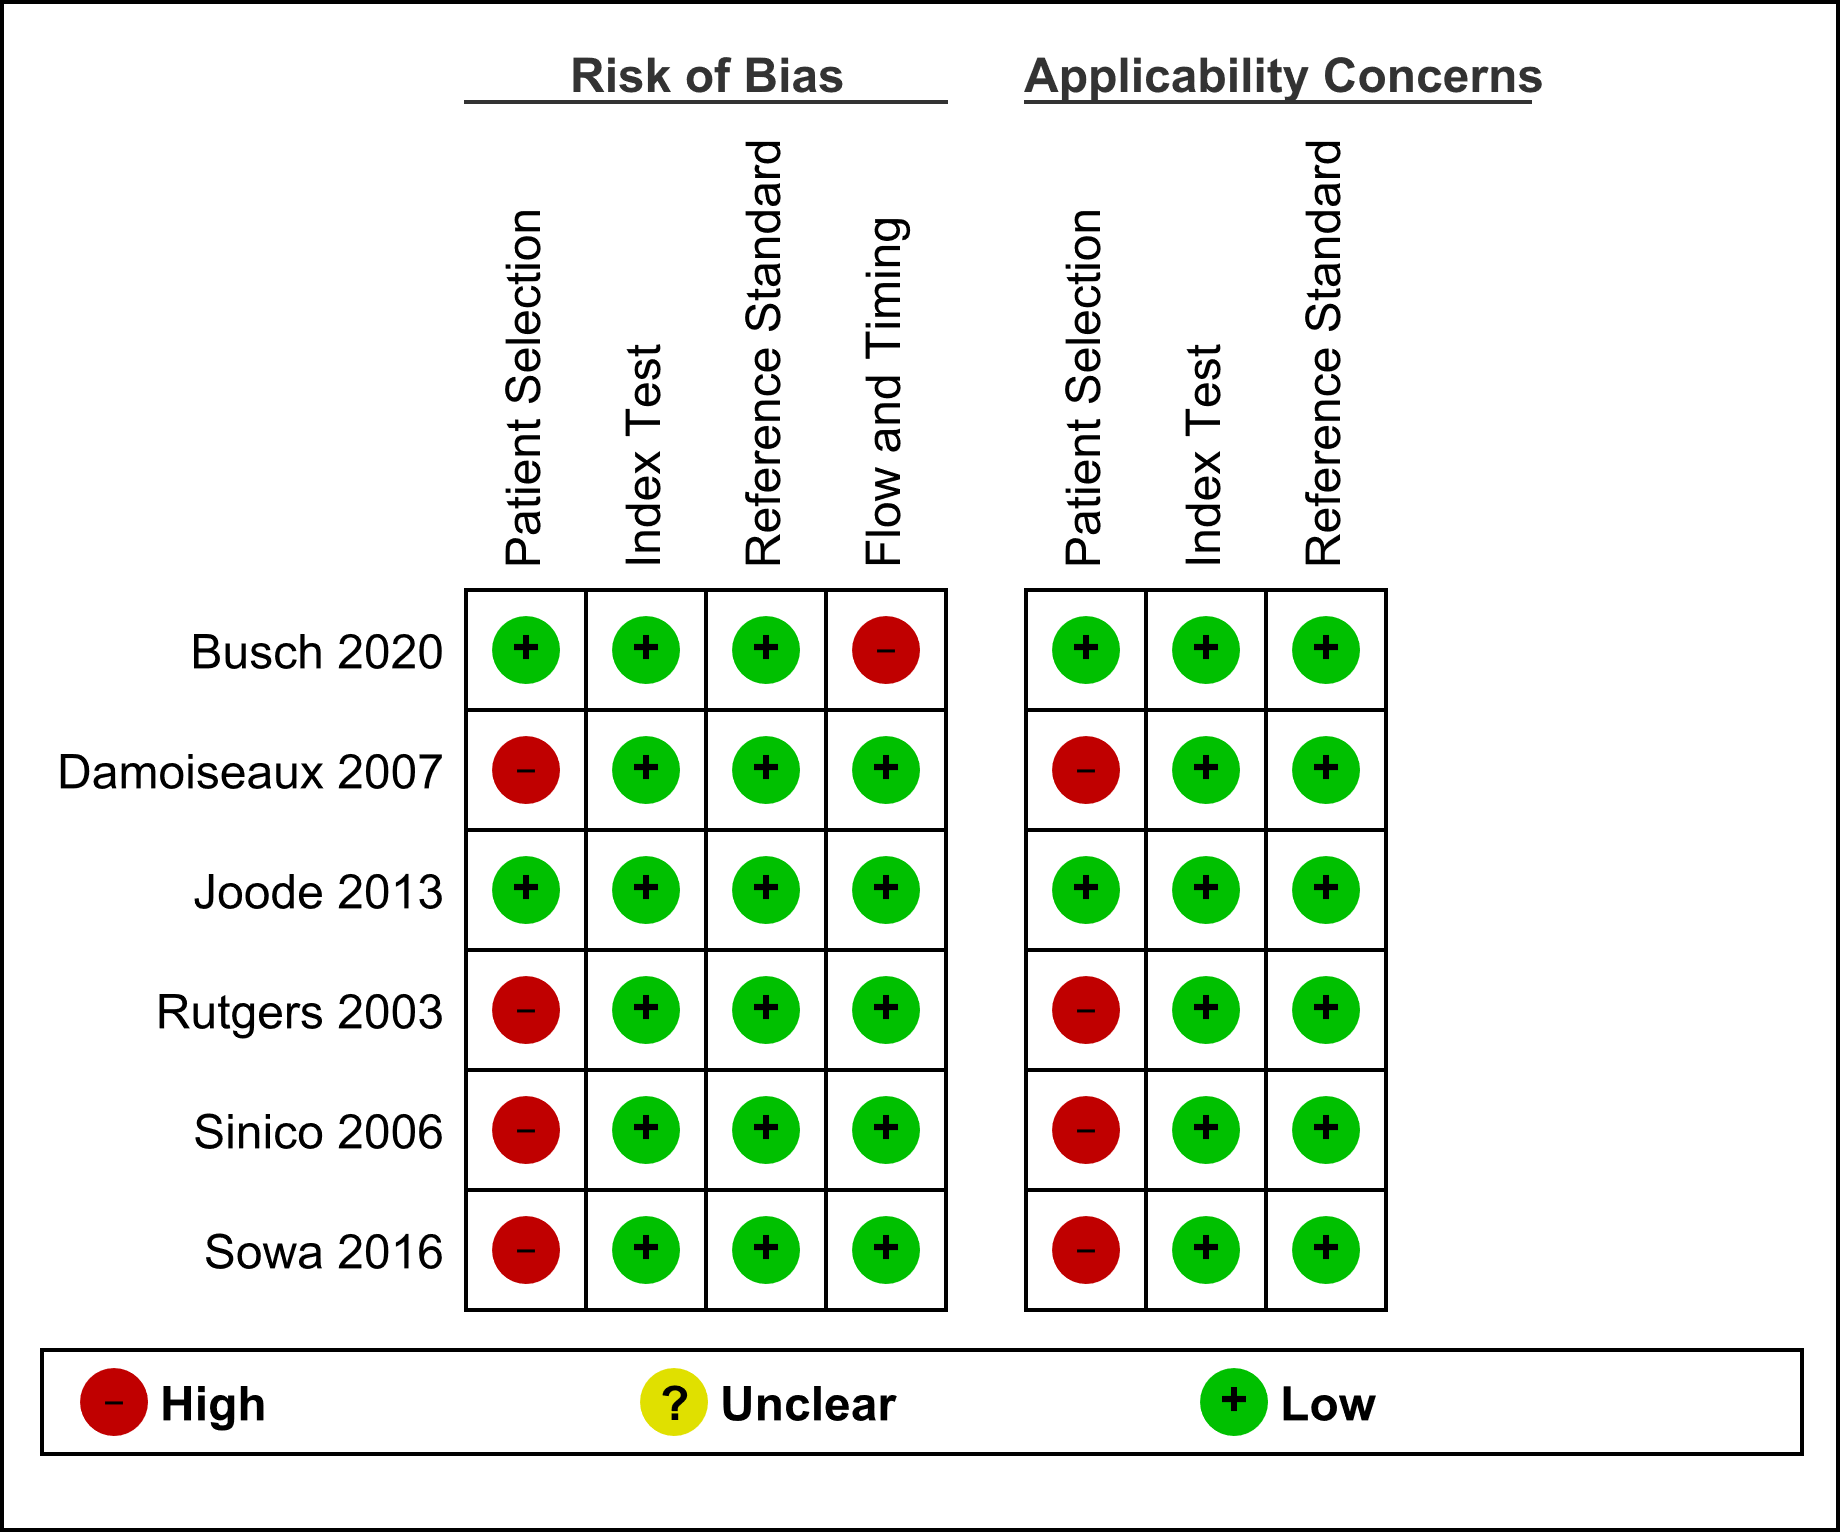 Risk of Bias Applicability Concerns
Patient Selection Index Test Reference Standard Flow and Timing Patient Selection Index Test Reference Standard
Busch 2020 + + + – + + +
Damoiseaux 2007 – + + + – + +
Joode 2013 + + + + + + +
Rutgers 2003 – + + + – + +
Sinico 2006 – + + + – + +
Sowa 2016 – + + + – + +
– High ? Unclear + Low